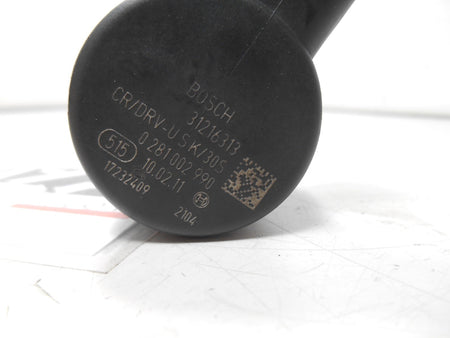 BOSCH
31216313
CR/DRV-U S K/30S
0 281 002 990
515 10.02.11
17232409
2104